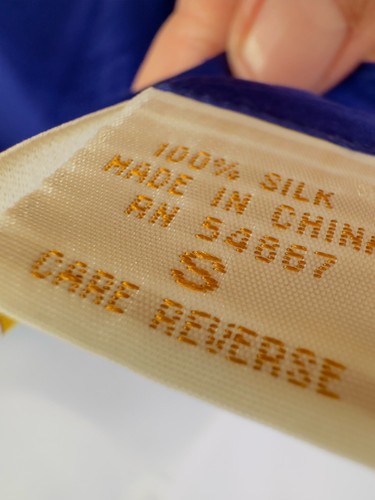 100% SILK
MADE IN CHINA
RN 54867
S
CARE REVERSE